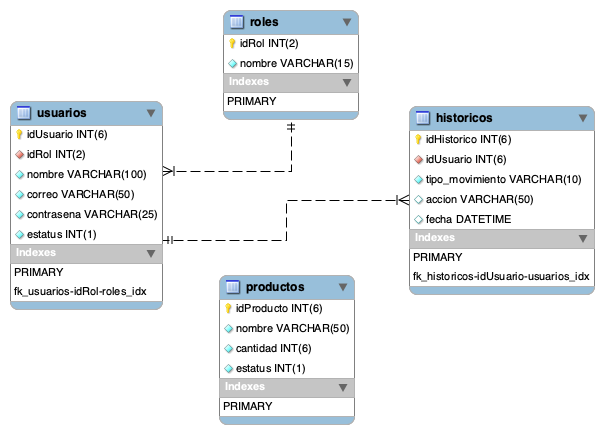 roles
idRol INT(2)
nombre VARCHAR(15)
Indexes
PRIMARY
usuarios
idUsuario INT(6)
idRol INT(2)
nombre VARCHAR(100)
correo VARCHAR(50)
contrasena VARCHAR(25)
estatus INT(1)
Indexes
PRIMARY
fk_usuarios-idRol-roles_idx
historicos
idHistorico INT(6)
idUsuario INT(6)
tipo_movimiento VARCHAR(10)
accion VARCHAR(50)
fecha DATETIME
Indexes
PRIMARY
fk_historicos-idUsuario-usuarios_idx
productos
idProducto INT(6)
nombre VARCHAR(50)
cantidad INT(6)
estatus INT(1)
Indexes
PRIMARY